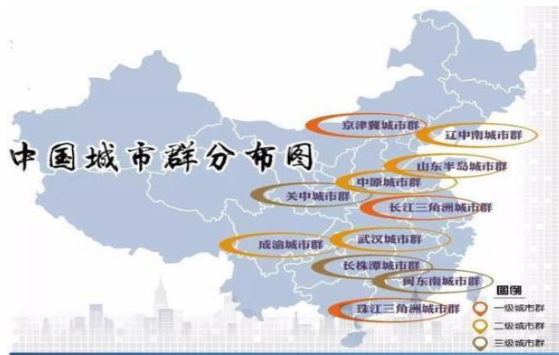 京津冀城市群
辽中南城市群
中国城市群分布图
山东半岛城市群
中原城市群
关中城市群
长江三角洲城市群
成渝城市群
武汉城市群
长株潭城市群
闽东南城市群
珠江三角洲城市群
图例
一级城市群
二级城市群
三级城市群